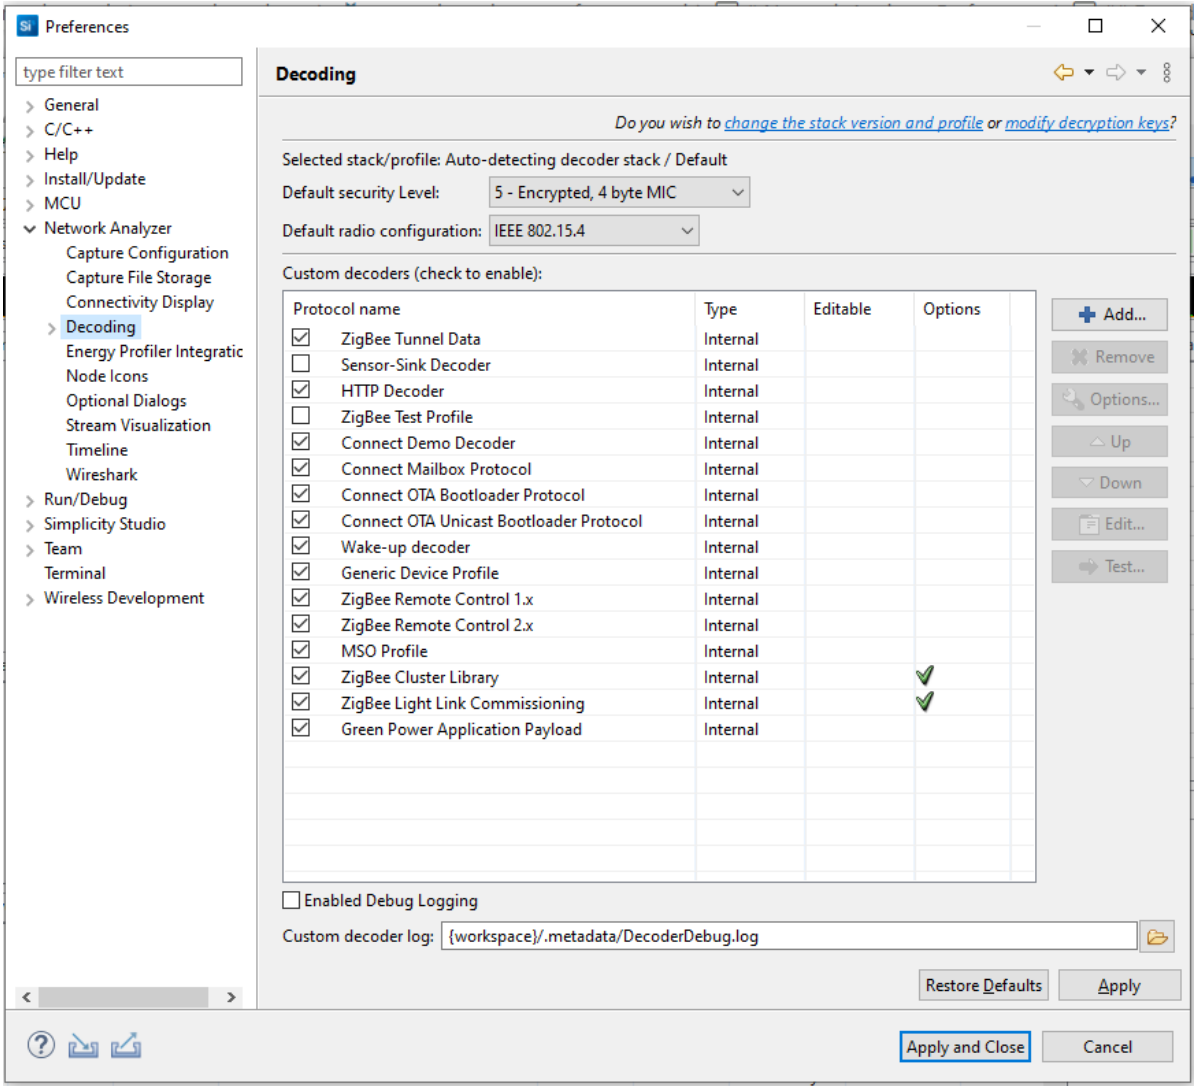 Si Preferences
type filter text
General
C/C++
Help
Install/Update
MCU
Network Analyzer
Capture Configuration
Capture File Storage
Connectivity Display
Decoding
Energy Profiler Integratic
Node Icons
Optional Dialogs
Stream Visualization
Timeline
Wireshark
Run/Debug
Simplicity Studio
Team
Terminal
Wireless Development
Decoding
Do you wish to change the stack version and profile or modify decryption keys?
Selected stack/profile: Auto-detecting decoder stack / Default
Default security Level: 5 - Encrypted, 4 byte MIC
Default radio configuration: IEEE 802.15.4
Custom decoders (check to enable):
Protocol name Type Editable Options
ZigBee Tunnel Data Internal
Sensor-Sink Decoder Internal
HTTP Decoder Internal
ZigBee Test Profile Internal
Connect Demo Decoder Internal
Connect Mailbox Protocol Internal
Connect OTA Bootloader Protocol Internal
Connect OTA Unicast Bootloader Protocol Internal
Wake-up decoder Internal
Generic Device Profile Internal
ZigBee Remote Control 1.x Internal
ZigBee Remote Control 2.x Internal
MSO Profile Internal
ZigBee Cluster Library Internal
ZigBee Light Link Commissioning Internal
Green Power Application Payload Internal
Add...
Remove
Options...
Up
Down
Edit...
Test...
Enabled Debug Logging
Custom decoder log: {workspace}/.metadata/DecoderDebug.log
Restore Defaults Apply
Apply and Close Cancel